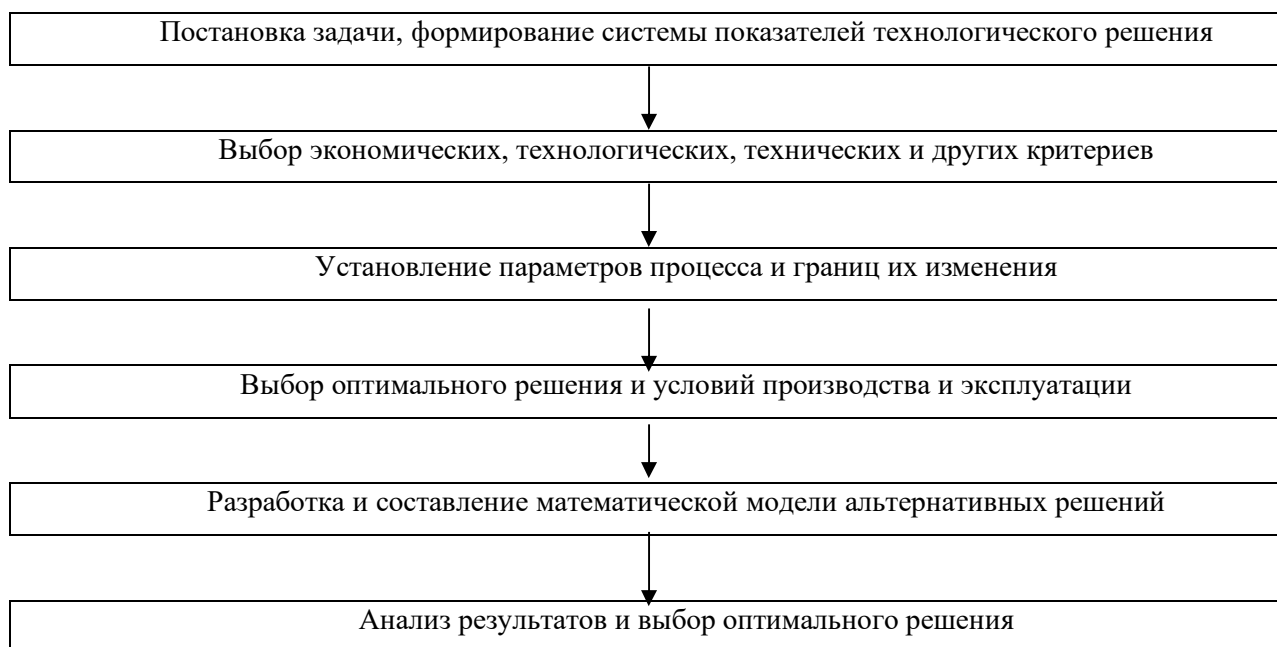 Постановка задачи, формирование системы показателей технологического решения
Выбор экономических, технологических, технических и других критериев
Установление параметров процесса и границ их изменения
Выбор оптимального решения и условий производства и эксплуатации
Разработка и составление математической модели альтернативных решений
Анализ результатов и выбор оптимального решения